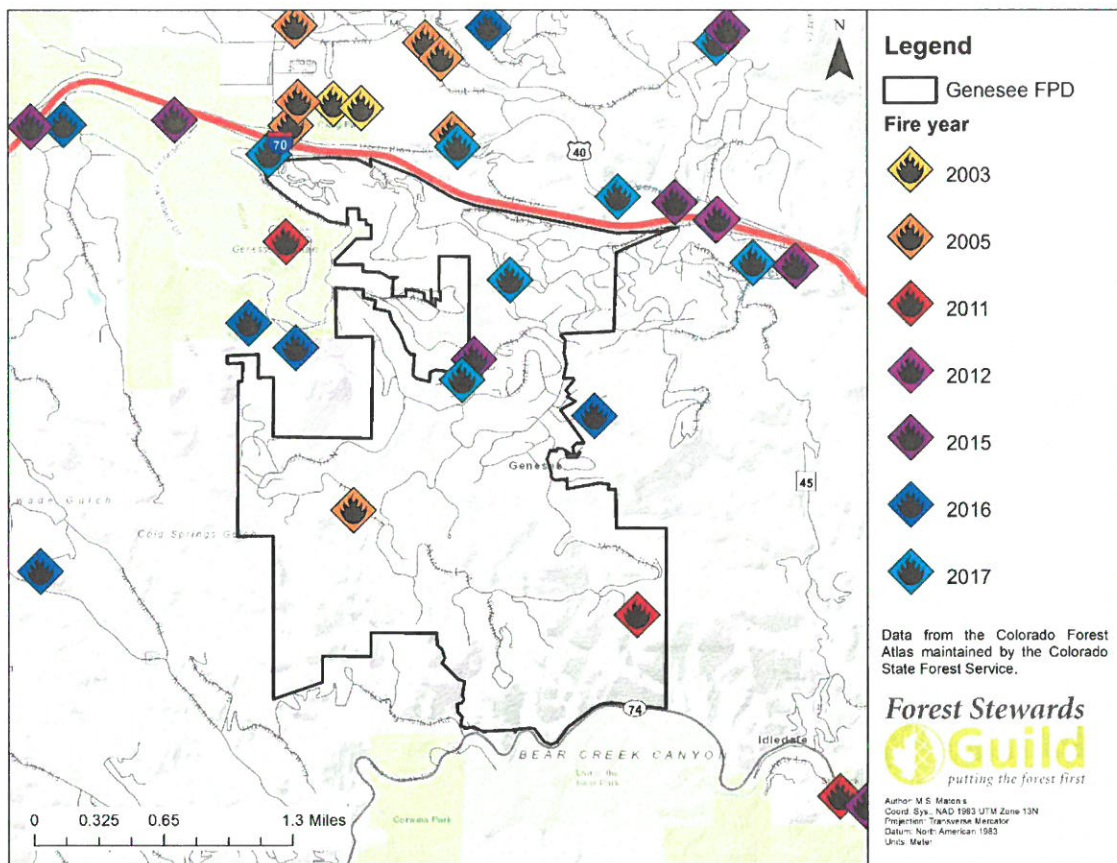 N
70
40
Genesee
45
Cold Springs Gulch
74
Idledale
BEAR CREEK CANYON
Corwina Park
0 0.325 0.65 1.3 Miles
Legend
Genesee FPD
Fire year
2003
2005
2011
2012
2015
2016
2017
Data from the Colorado Forest
Atlas maintained by the Colorado
State Forest Service.
Forest Stewards
Guild
putting the forest first
Author: M.S. Matonis
Coord. Sys.: NAD 1983 UTM Zone 13N
Projection: Transverse Mercator
Datum: North American 1983
Units: Meter